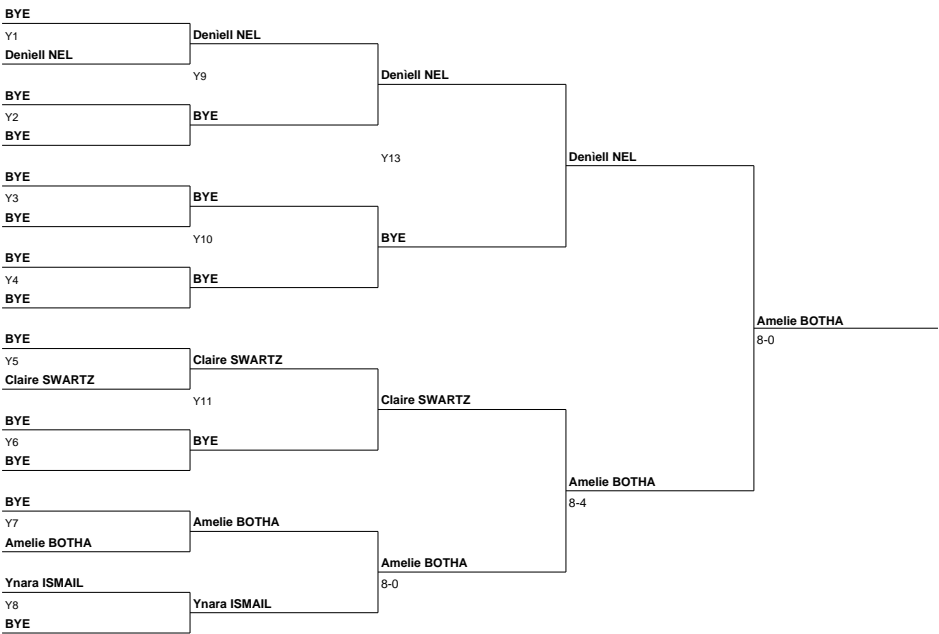 BYE
Y1
Deniell NEL
BYE
Y2
BYE
BYE
Y3
BYE
BYE
Y4
BYE
BYE
Y5
Claire SWARTZ
BYE
Y6
BYE
BYE
Y7
Amelie BOTHA
Ynara ISMAIL
Y8
BYE
Deniell NEL
Y9
BYE
BYE
Y10
BYE
Claire SWARTZ
Y11
BYE
Amelie BOTHA
Ynara ISMAIL
Deniell NEL
Y13
BYE
Claire SWARTZ
Amelie BOTHA
8-0
Deniell NEL
Amelie BOTHA
8-4
Amelie BOTHA
8-0